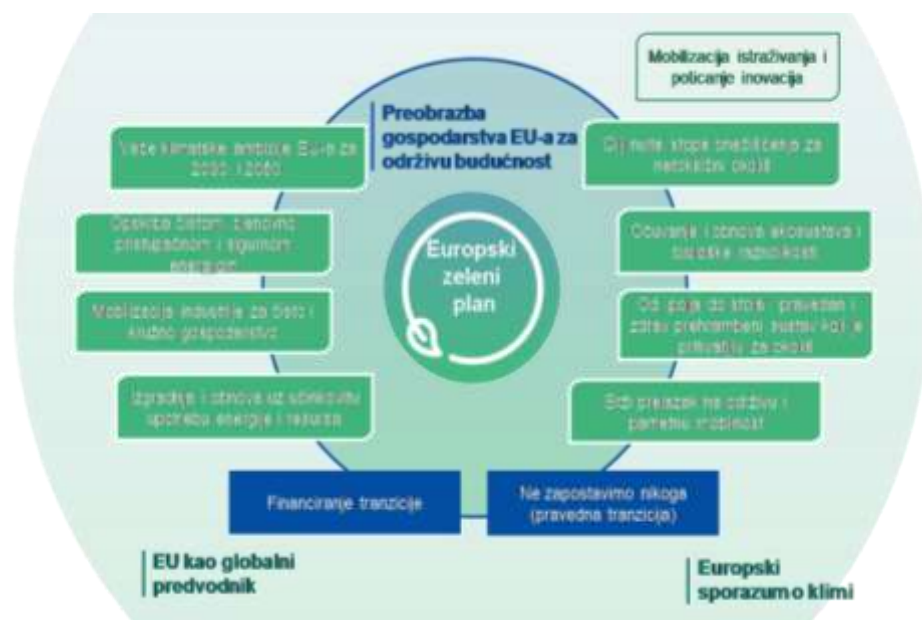 Mobilizacija istraživanja i
poticanje inovacija
Preobrazba
gospodarstva EU-a za
održivu budućnost
Veće klimatske ambicije EU-a za
2030. i 2050.
Cilj nulte stope onečišćenja za
netoksični okoliš
Opskrba čistom, cjenovno
pristupačnom i sigurnom
energijom
Očuvanje i obnova ekosustava i
biološke raznolikosti
Europski
zeleni
plan
Mobilizacija industrije za čisto i
kružno gospodarstvo
Od polja do stola: pravedan i
zdrav prehrambeni sustav koji je
prihvatljiv za okoliš
Izgradnja i obnova uz učinkovitu
upotrebu energije i resursa
Brži prelazak na održivu i
pametnu mobilnost
Financiranje tranzicije
Ne zapostavimo nikoga
(pravedna tranzicija)
EU kao globalni
predvodnik
Europski
sporazum o klimi